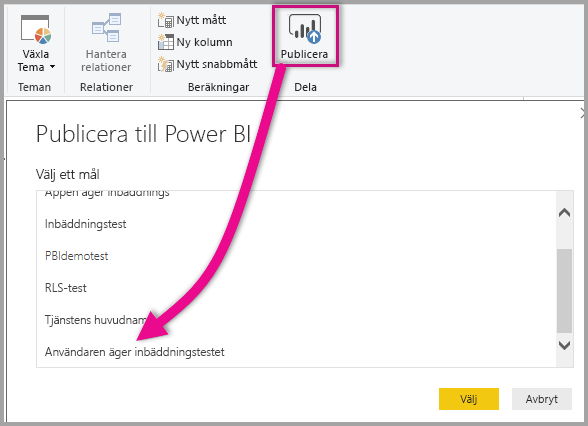 Växla
Tema
Teman
Hantera
relationer
Relationer
Nytt mått
Ny kolumn
Nytt snabbmått
Beräkningar
Publicera
Dela
Publicera till Power BI
Välj ett mål
Appen äger inbäddnings
Inbäddningstest
PBIdemotest
RLS-test
Tjänstens huvudnam
Användaren äger inbäddningstestet
Välj
Avbryt